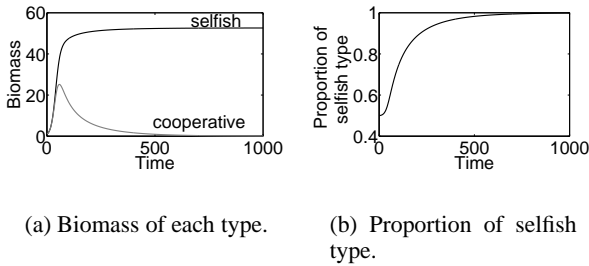 60
40
20
0
Biomass
selfish
cooperative
0 500 1000
Time
1
0.8
0.6
0.4
Proportion of
selfish type
0 500 1000
Time
(a) Biomass of each type.
(b) Proportion of selfish
type.